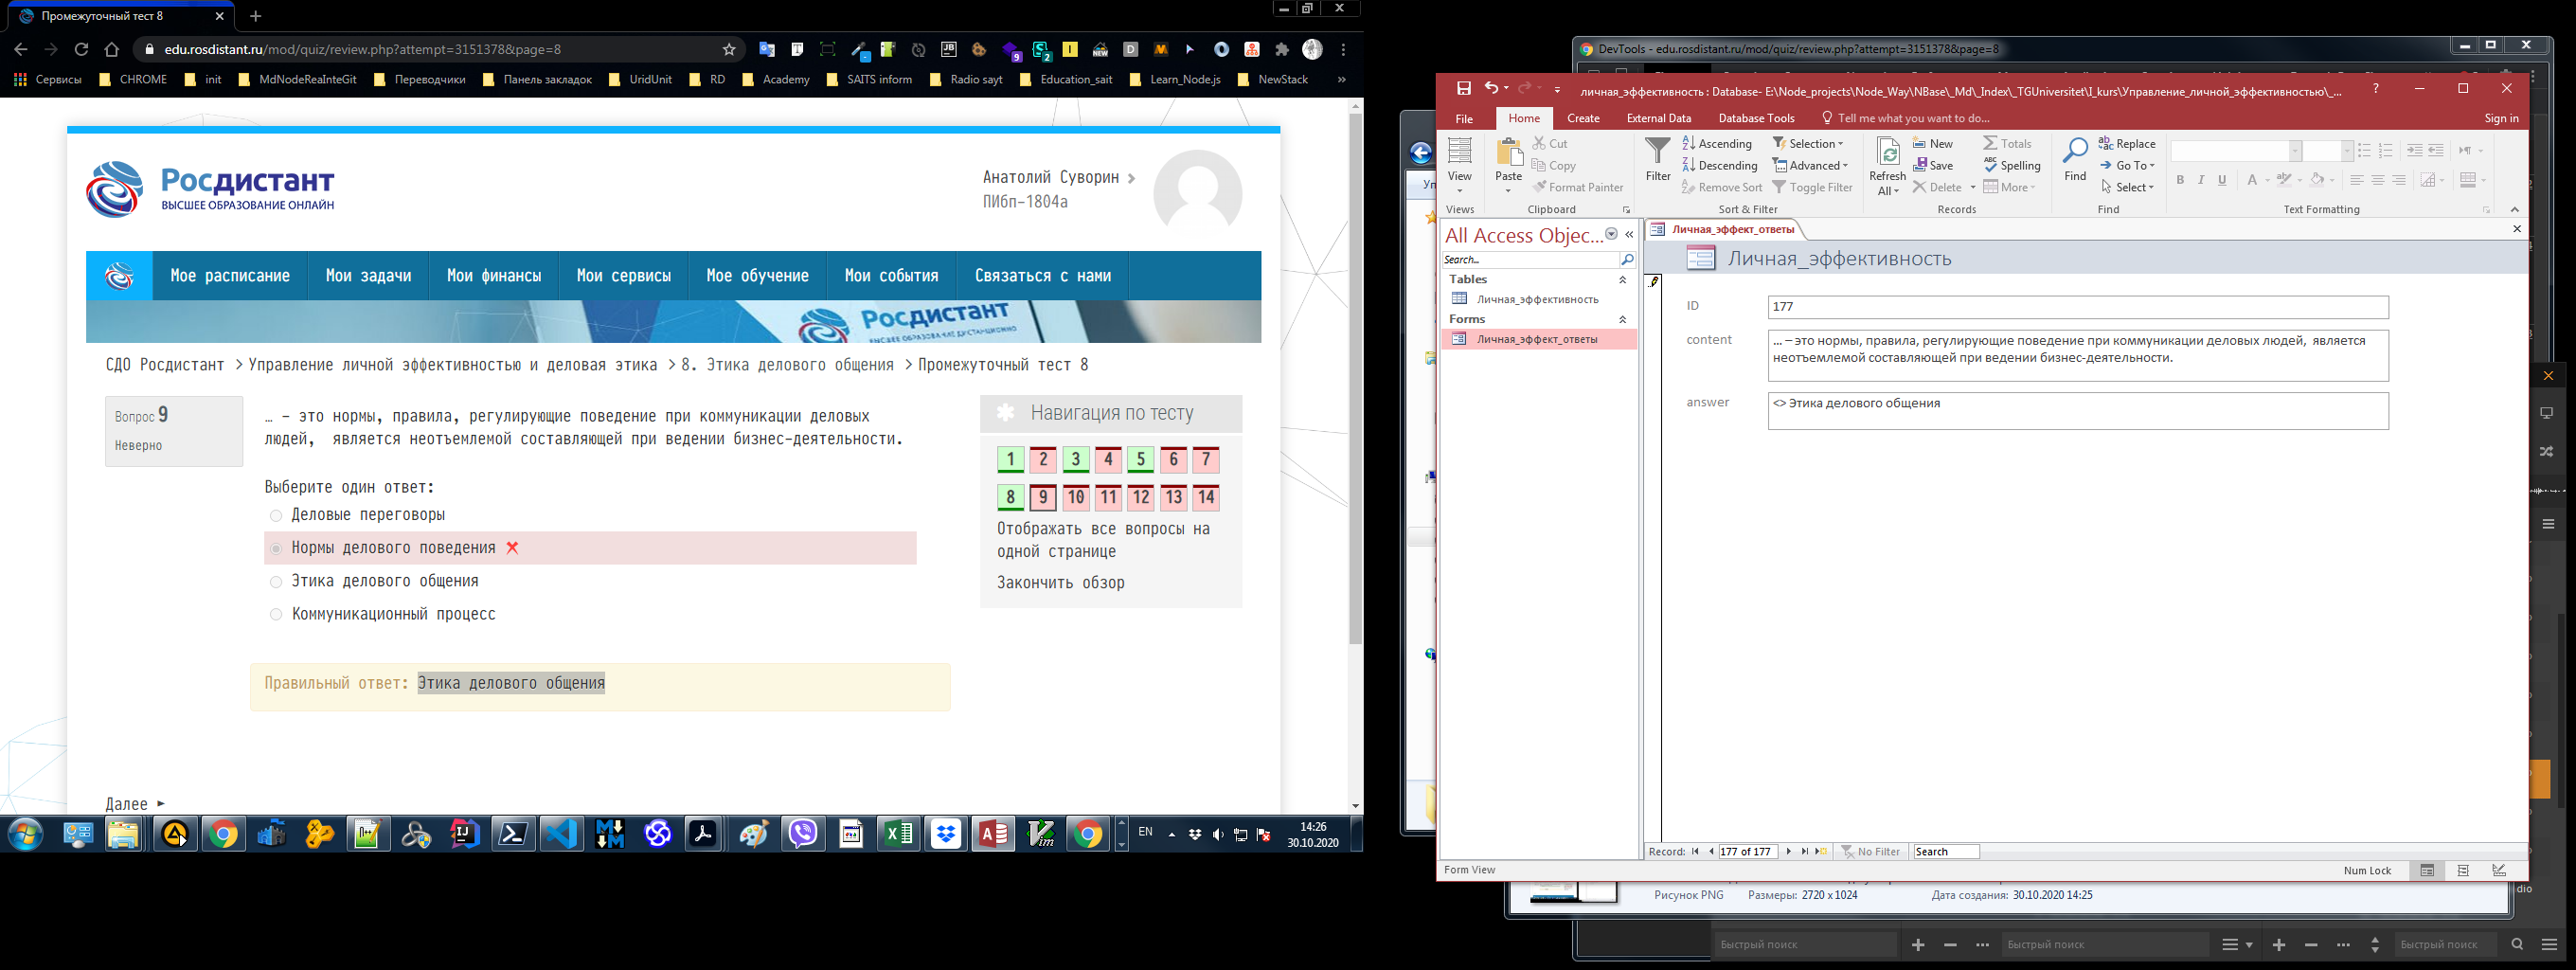 Промежуточный тест 8
edu.rosdistant.ru/mod/quiz/review.php?attempt=3151378&page=8
Сервисы CHROME init MdNodeReaInteGit Переводчики Панель закладок UridUnit RD Academy SAITS inform Radio sayt Education_sait Learn_Node.js NewStack »
Росдистант
ВЫСШЕЕ ОБРАЗОВАНИЕ ОНЛАЙН
Анатолий Суворин
ПИбп-1804а
Мое расписание Мои задачи Мои финансы Мои сервисы Мое обучение Мои события Связаться с нами
Росдистант
СДО Росдистант > Управление личной эффективностью и деловая этика > 8. Этика делового общения > Промежуточный тест 8
Вопрос 9
Неверно
… – это нормы, правила, регулирующие поведение при коммуникации деловых
людей, является неотъемлемой составляющей при ведении бизнес-деятельности.
Выберите один ответ:
Деловые переговоры
Нормы делового поведения
Этика делового общения
Коммуникационный процесс
Правильный ответ: Этика делового общения
Навигация по тесту
1 2 3 4 5 6 7
8 9 10 11 12 13 14
Отображать все вопросы на
одной странице
Закончить обзор
Далее ►
EN
14:26
30.10.2020
DevTools - edu.rosdistant.ru/mod/quiz/review.php?attempt=3151378&page=8
личная_эффективность : Database- E:\Node_projects\Node_Way\NBase\_Md\_Index\_TGUniversitet\I_kurs\Управление_личной_эффективностью\_...
File Home Create External Data Database Tools Tell me what you want to do... Sign in
View
Views
Paste
Cut
Copy
Format Painter
Clipboard
Filter
Ascending
Descending
Remove Sort
Selection
Advanced
Toggle Filter
Sort & Filter
Refresh
All
New
Save
Delete
Totals
Spelling
More
Records
Find
Replace
Go To
Select
Find
B I U A
Text Formatting
All Access Objec...
Search...
Tables
Личная_эффективность
Forms
Личная_эффект_ответы
Личная_эффект_ответы
Личная_эффективность
ID 177
content … – это нормы, правила, регулирующие поведение при коммуникации деловых людей, является
неотъемлемой составляющей при ведении бизнес-деятельности.
answer <> Этика делового общения
Record: 177 of 177 No Filter Search
Form View Num Lock
Рисунок PNG Размеры: 2720 x 1024 Дата создания: 30.10.2020 14:25
dio
Быстрый поиск Быстрый поиск Быстрый поиск